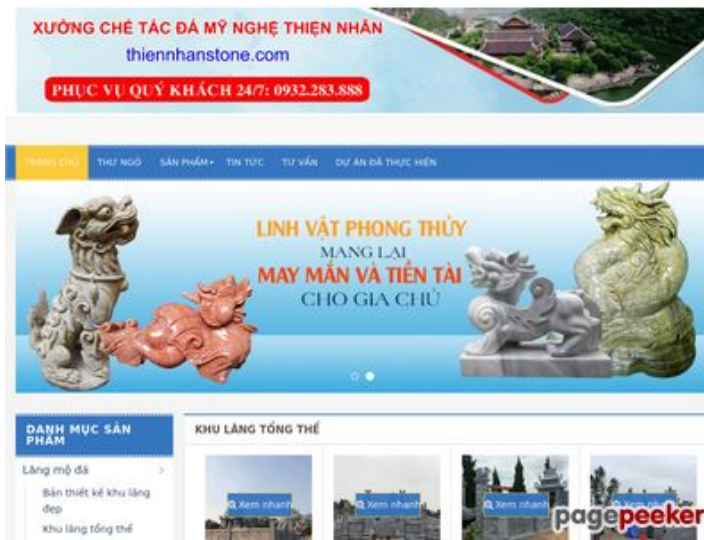 XƯỞNG CHẾ TÁC ĐÁ MỸ NGHỆ THIỆN NHÂN
thiennhanstone.com
PHỤC VỤ QUÝ KHÁCH 24/7: 0932.283.888
TRANG CHỦ THƯ NGỎ SẢN PHẨM TIN TỨC TƯ VẤN DỰ ÁN ĐÃ THỰC HIỆN
LINH VẬT PHONG THỦY
MANG LẠI
MAY MẮN VÀ TIỀN TÀI
CHO GIA CHỦ
DANH MỤC SẢN PHẨM
KHU LĂNG TỔNG THỂ
Lăng mộ đá
Bản thiết kế khu lăng đẹp
Khu lăng tổng thể
Xem nhanh Xem nhanh Xem nhanh Xem nhanh
pagepeeker